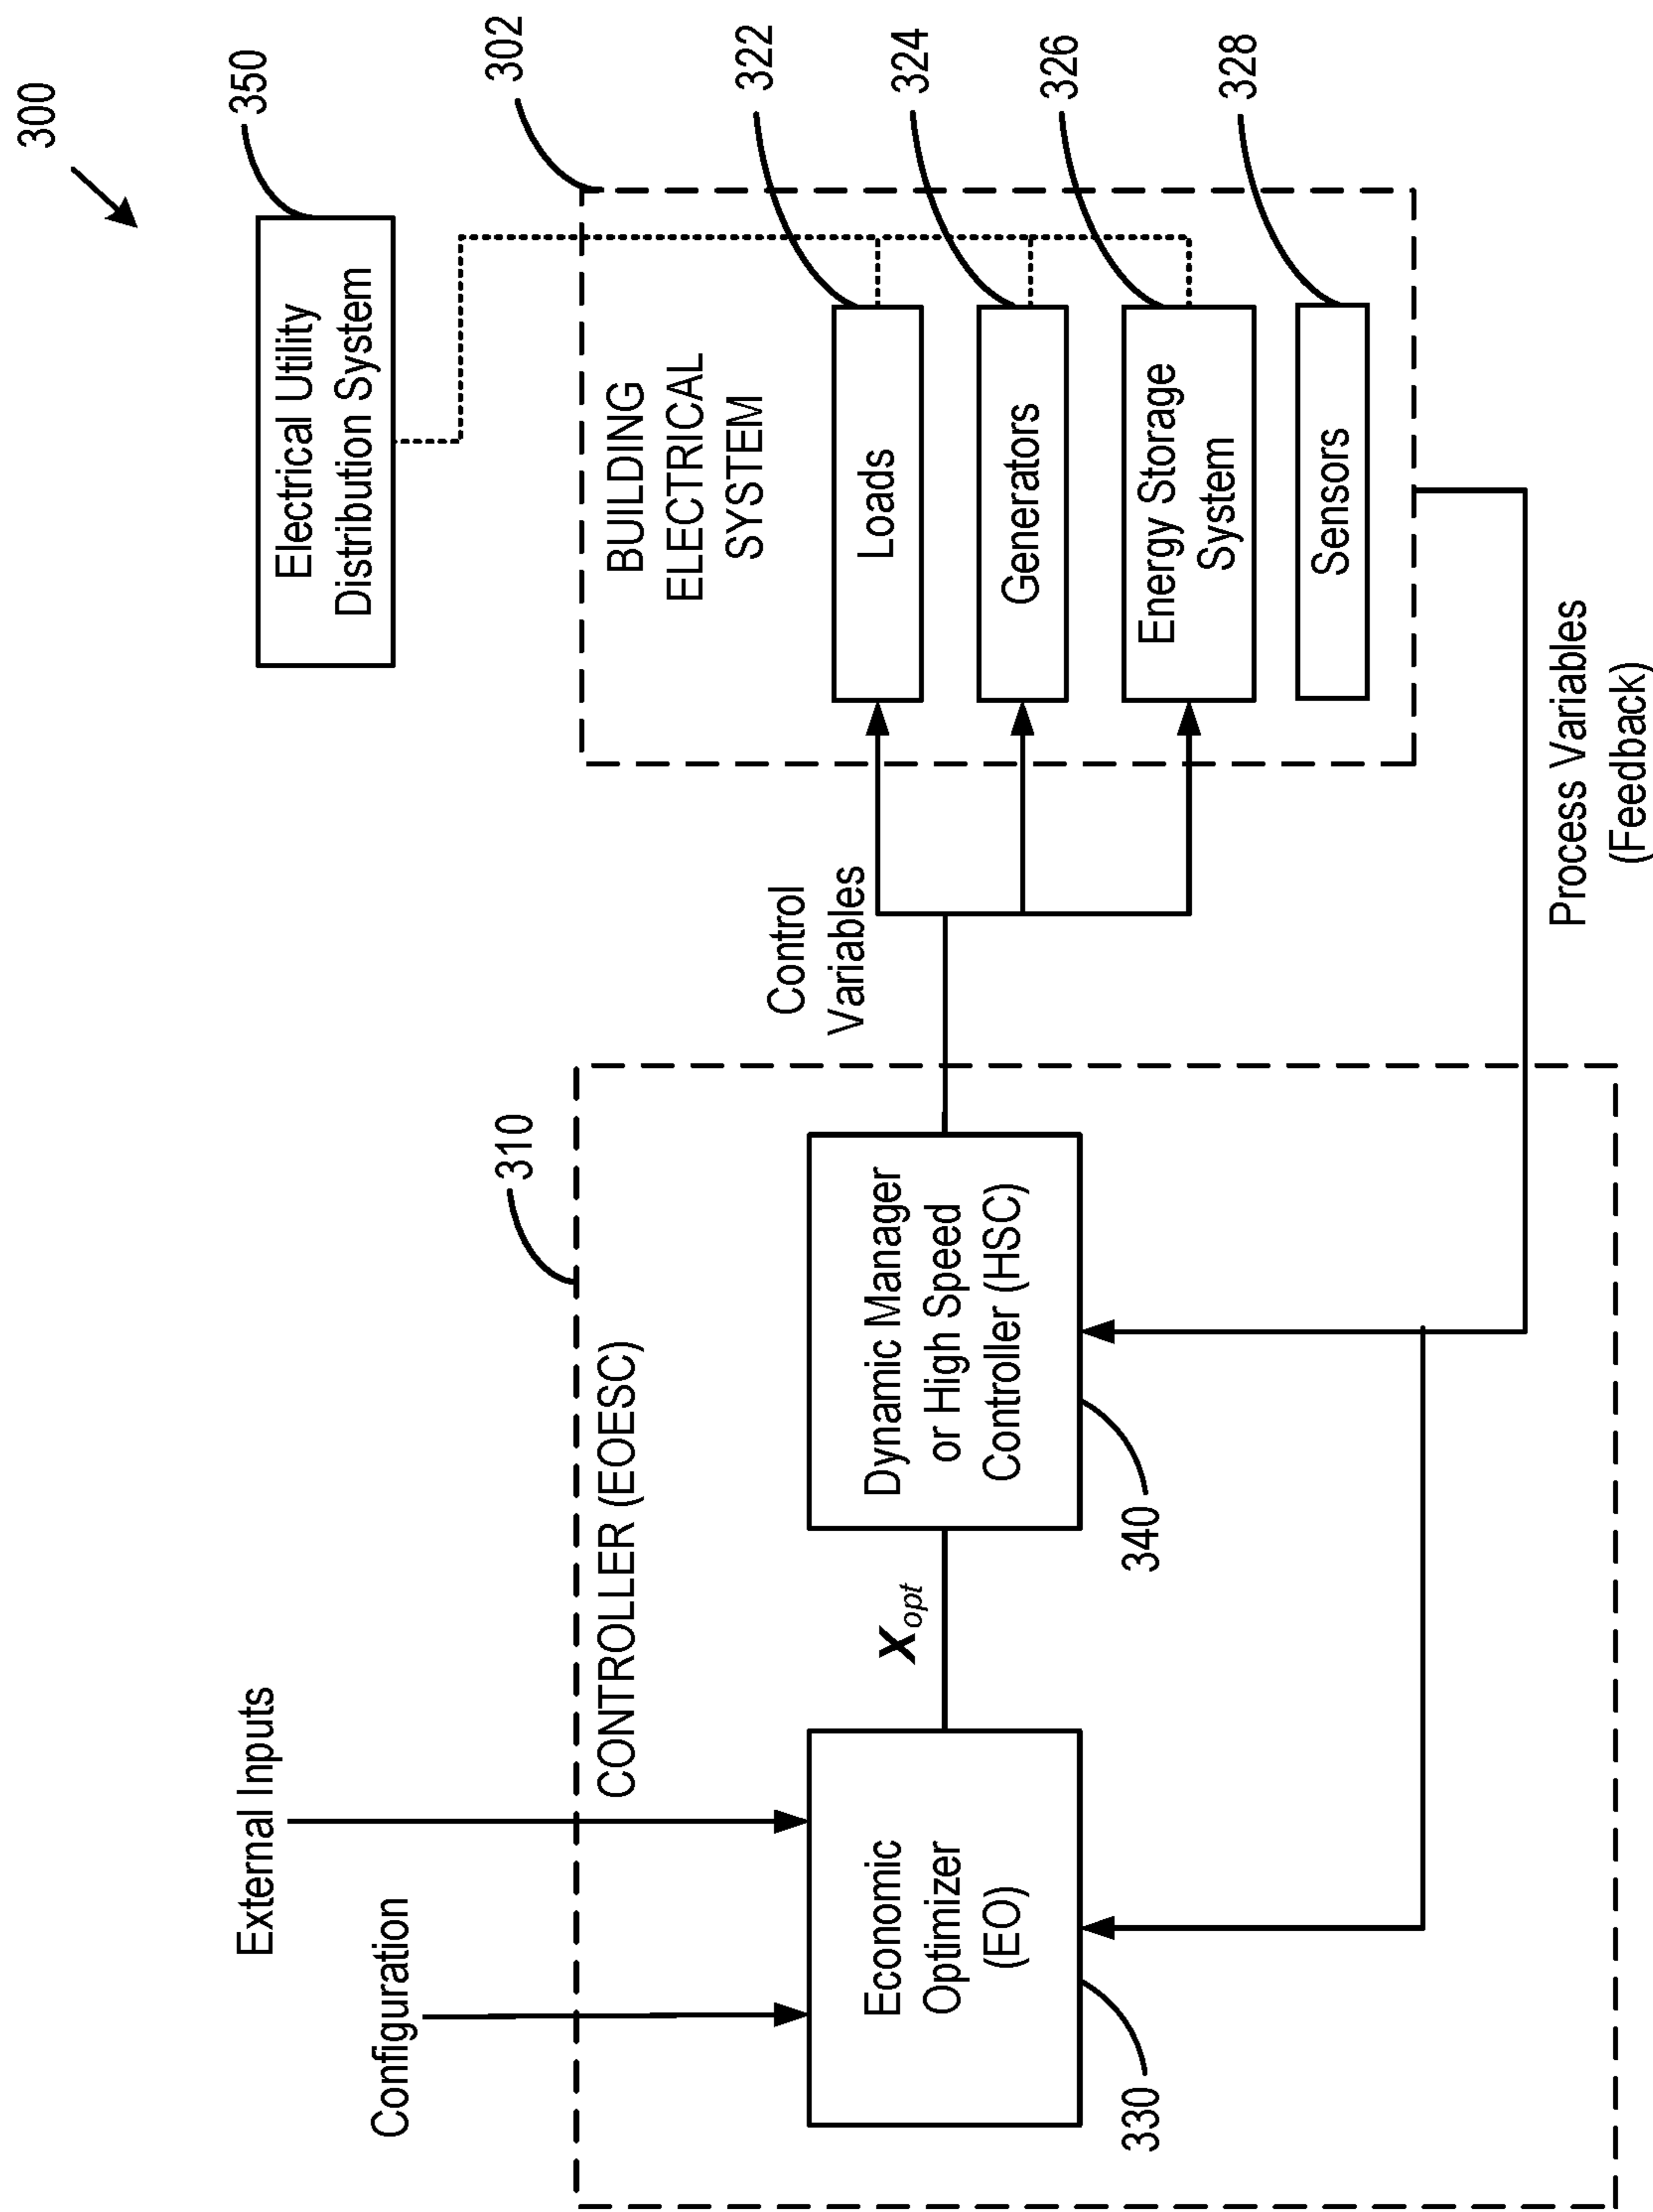 300
350
Electrical Utility
Distribution System
302
BUILDING
ELECTRICAL
SYSTEM
322
Loads
324
Generators
326
Energy Storage
System
328
Sensors
External Inputs
Configuration
310
CONTROLLER (EOESC)
Economic
Optimizer
(EO)
330
X opt
Dynamic Manager
or High Speed
Controller (HSC)
340
Control
Variables
Process Variables
(Feedback)